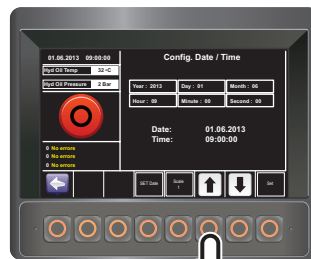 01.06.2013 09:00:00
Config. Date / Time
Hyd Oil Temp 32 °C
Hyd Oil Pressure 2 Bar
Year : 2013 Day : 01 Month : 06
Hour : 09 Minute : 00 Second : 00
Date: 01.06.2013
Time: 09:00:00
0 No errors
0 No errors
0 No errors
SET Date
Scale
1
Set